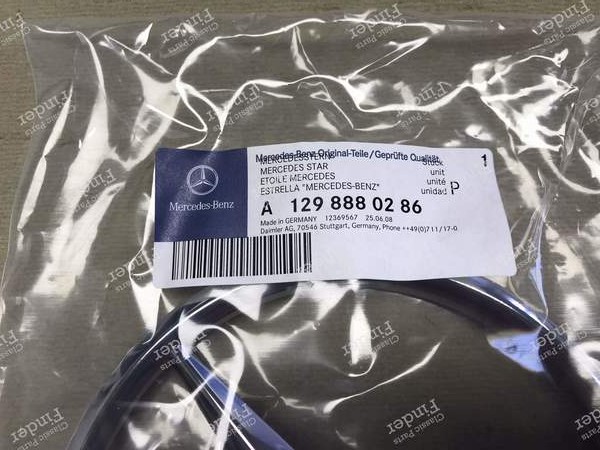 Mercedes-Benz Original-Teile/Geprüfte Qualität
MERCEDESSTERN Stück 1
MERCEDES STAR unit
ETOILE MERCEDES unité
ESTRELLA "MERCEDES-BENZ" unidad P
Mercedes-Benz
A 129 888 02 86
Made in GERMANY 12369567 25.06.08
Daimler AG, 70546 Stuttgart, Germany, Phone ++49(0)711/17-0
Finder
Classic Parts